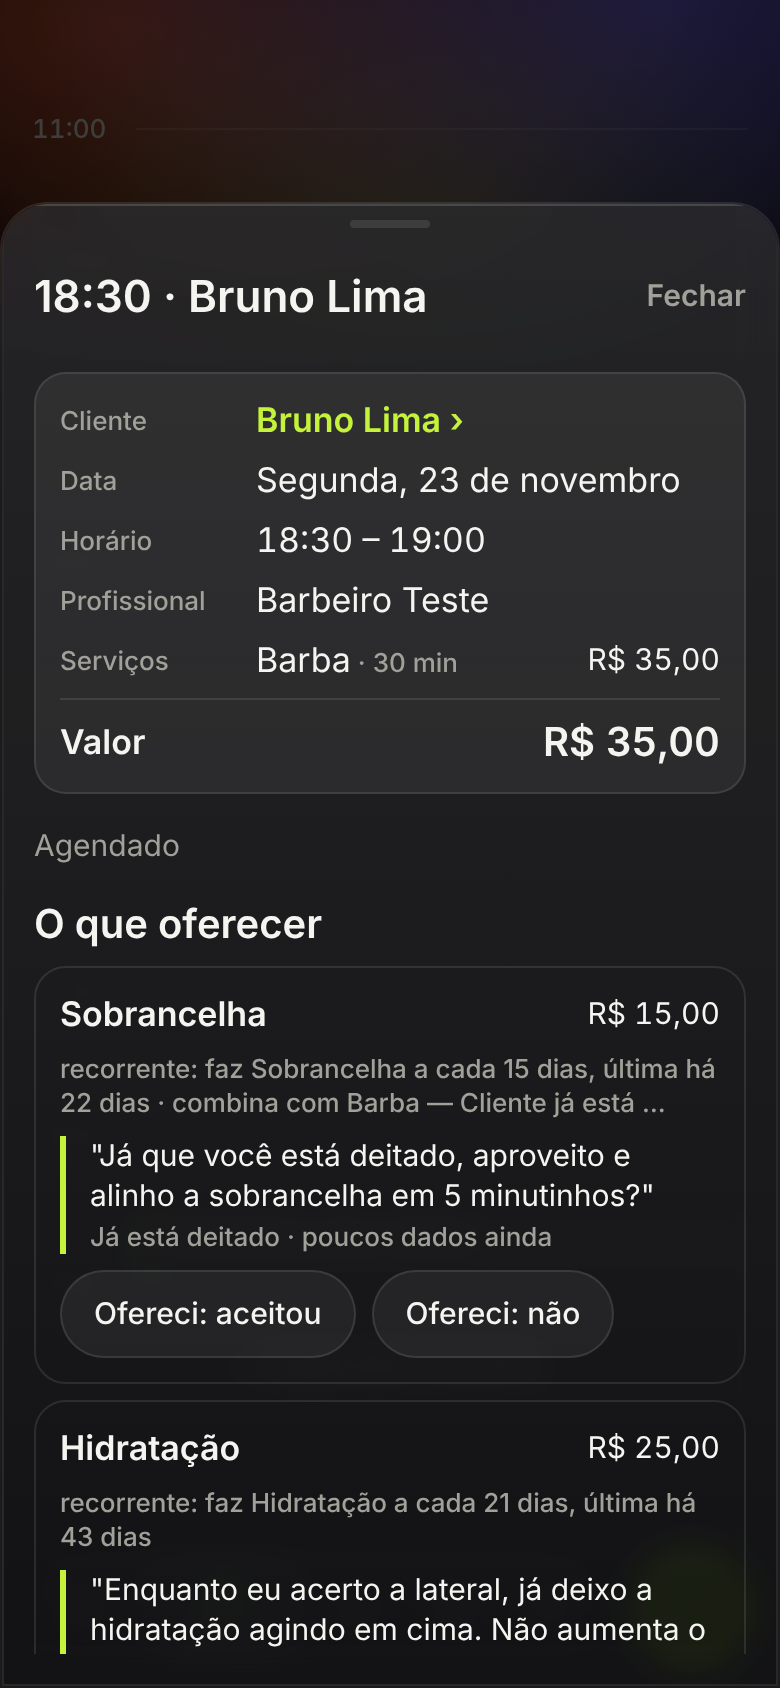 11:00
18:30 · Bruno Lima
Fechar
Cliente
Bruno Lima ›
Data
Segunda, 23 de novembro
Horário
18:30 – 19:00
Profissional
Barbeiro Teste
Serviços
Barba · 30 min
R$ 35,00
Valor
R$ 35,00
Agendado
O que oferecer
Sobrancelha
R$ 15,00
recorrente: faz Sobrancelha a cada 15 dias, última há
22 dias · combina com Barba — Cliente já está ...
"Já que você está deitado, aproveito e
alinho a sobrancelha em 5 minutinhos?"
Já está deitado · poucos dados ainda
Ofereci: aceitou
Ofereci: não
Hidratação
R$ 25,00
recorrente: faz Hidratação a cada 21 dias, última há
43 dias
"Enquanto eu acerto a lateral, já deixo a
hidratação agindo em cima. Não aumenta o